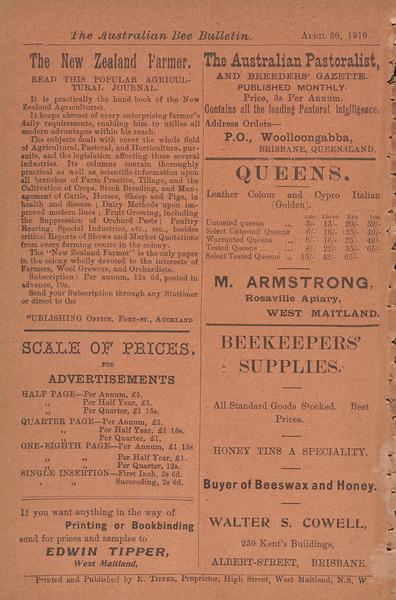 The Australian Bee Bulletin. APRIL 30, 1910
The New Zealand Farmer.
READ THIS POPULAR AGRICUL-
TURAL JOURNAL.
It is practically the hand book of the New
Zealand Agriculturist.
It keeps abreast of every enterprising farmer's
daily requirements, enabling him to utilise all
modern advantages within his reach.
The subjects dealt with cover the whole field
of Agricultural, Pastoral, and Horticultural pur-
suits, and the legislation affecting these several
industries. Its columns contain thoroughly
practical as well as scientific information upon
all branches of Farm Practice, Tillage, and the
Cultivation of Crops, Stock Breeding, and Man-
agement of Cattle, Horses, Sheep and Pigs, in
health and disease; Dairy Methods upon im-
proved modern lines; Fruit Growing, including
the Suppression of Orchard Pests; Poultry
Rearing, Special Industries, etc., etc., besides
critical Reports of Shows and Market Quotations
from every farming centre in the colony.
The "New Zealand Farmer" is the only paper
in the colony wholly devoted to the interests of
Farmers, Wool Growers, and Orchardists.
Subscription: Per annum, 12s 6d, posted in
advance, 10s.
Send your Subscription through any Stationer
or direct to the
PUBLISHING OFFICE, FORT-ST., AUCKLAND
SCALE OF PRICES.
FOR
ADVERTISEMENTS
HALF PAGE—Per Annum, £5.
,, Per Half Year, £3.
,, Per Quarter, £1 15s.
QUARTER PAGE—Per Annum, £3.
,, Per Half Year, £1 15s.
,, Per Quarter, £1.
ONE-EIGHTH PAGE—Per Annum, £1 15s
,, ,, Per Half Year, £1.
,, ,, Per Quarter, 12s.
SINGLE INSERTION—First Inch, 3s 6d.
,, ,, Succeeding, 2s 6d.
If you want anything in the way of
Printing or Bookbinding
send for prices and samples to
EDWIN TIPPER,
West Maitland,
The Australian Pastoralist,
AND BREEDERS' GAZETTE.
PUBLISHED MONTHLY.
Price, 3s Per Annum.
Contains all the leading Pastoral Intelligence.
Address Orders—
P.O., Woolloongabba,
BRISBANE, QUEENSLAND.
QUEENS.
Leather Colour and Cypro Italian
(Golden).
one three five ten
Untested queens ... 5/- 13/- 20/- 39/-
Select Untested Queens 6/- 16/- 25/- 49/-
Warranted Queens ... 6/- 16/- 25/- 49/-
Tested Queens ... 8/- 22/- 35/- 65/-
Select Tested Queens ... 15/- 42/- 65/-
M. ARMSTRONG,
Rosaville Apiary,
WEST MAITLAND.
BEEKEEPERS'
SUPPLIES.
All Standard Goods Stocked. Best
Prices.
HONEY TINS A SPECIALITY.
Buyer of Beeswax and Honey.
WALTER S. COWELL,
259 Kent's Buildings,
ALBERT-STREET, BRISBANE.
Printed and Published by E. TIPPER, Proprietor, High Street, West Maitland, N.S. W.